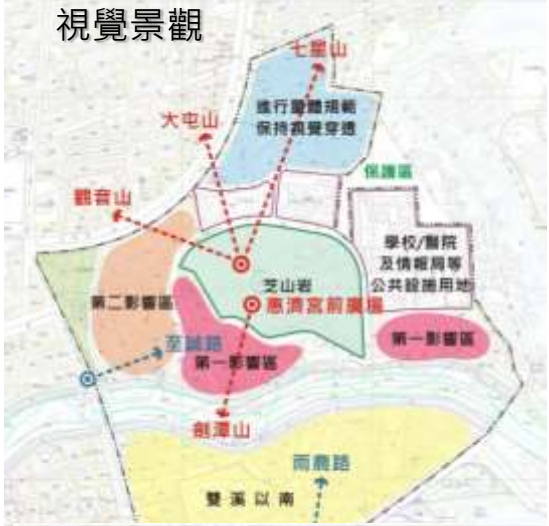 視覺景觀
七星山
進行量體規範
保持視覺穿透
大屯山
保護區
觀音山
學校/醫院
及情報局等
公共設施用地
芝山岩
惠濟宮前廣場
第二影響區
至誠路
第一影響區
第一影響區
劍潭山
雨農路
雙溪以南